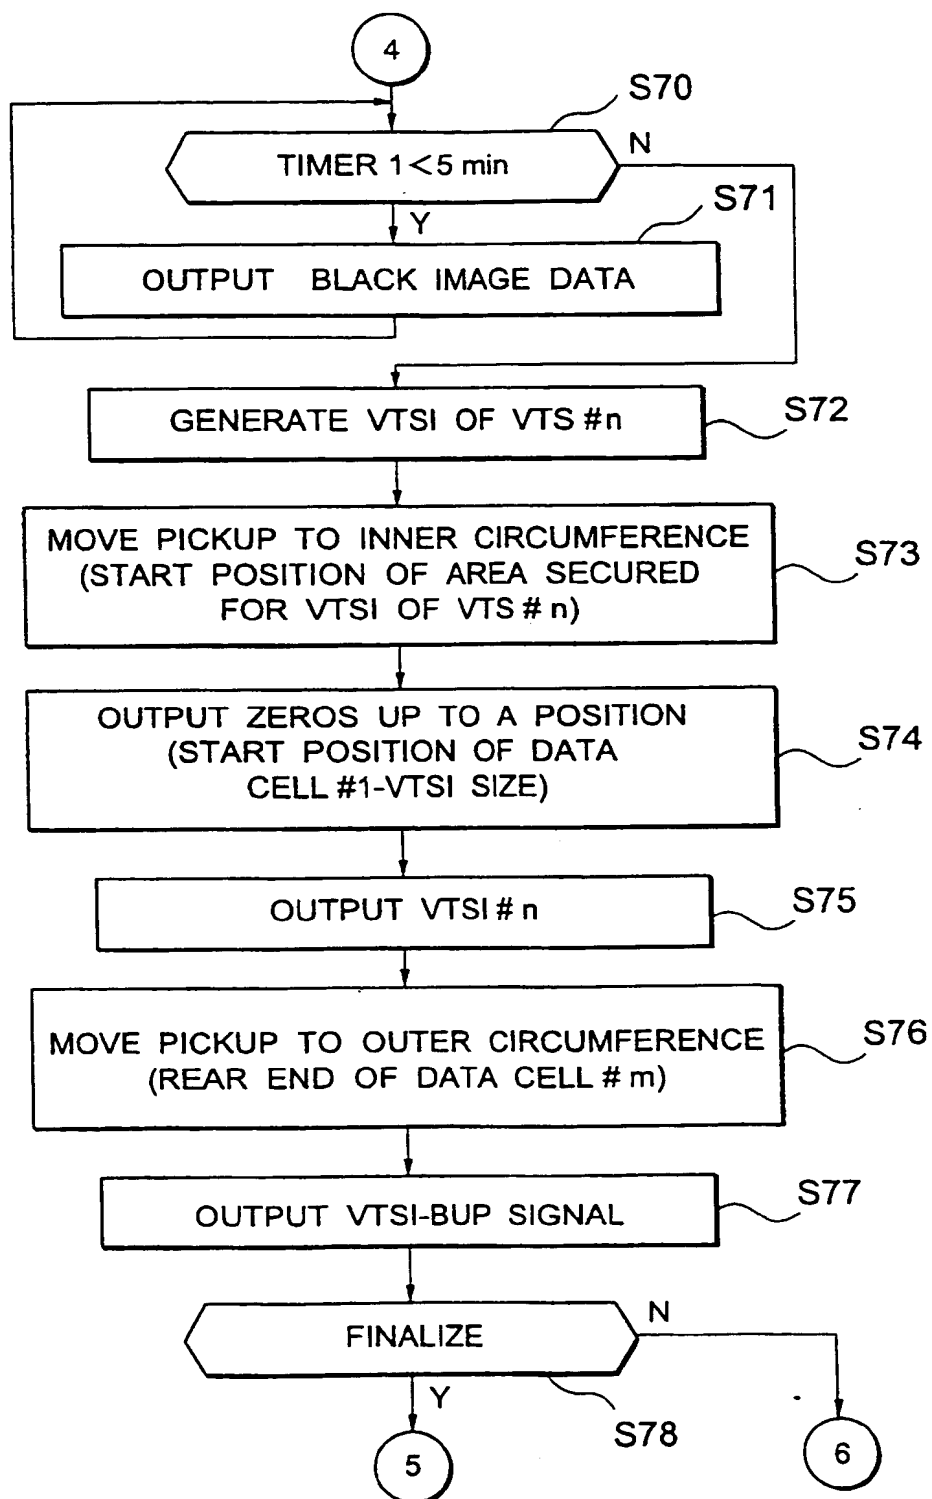 4
S70
TIMER 1<5 min
N
Y
S71
OUTPUT BLACK IMAGE DATA
GENERATE VTSI OF VTS #n
S72
MOVE PICKUP TO INNER CIRCUMFERENCE
(START POSITION OF AREA SECURED
FOR VTSI OF VTS # n)
S73
OUTPUT ZEROS UP TO A POSITION
(START POSITION OF DATA
CELL #1-VTSI SIZE)
S74
OUTPUT VTSI # n
S75
MOVE PICKUP TO OUTER CIRCUMFERENCE
(REAR END OF DATA CELL # m)
S76
OUTPUT VTSI-BUP SIGNAL
S77
FINALIZE
N
Y
S78
5
6